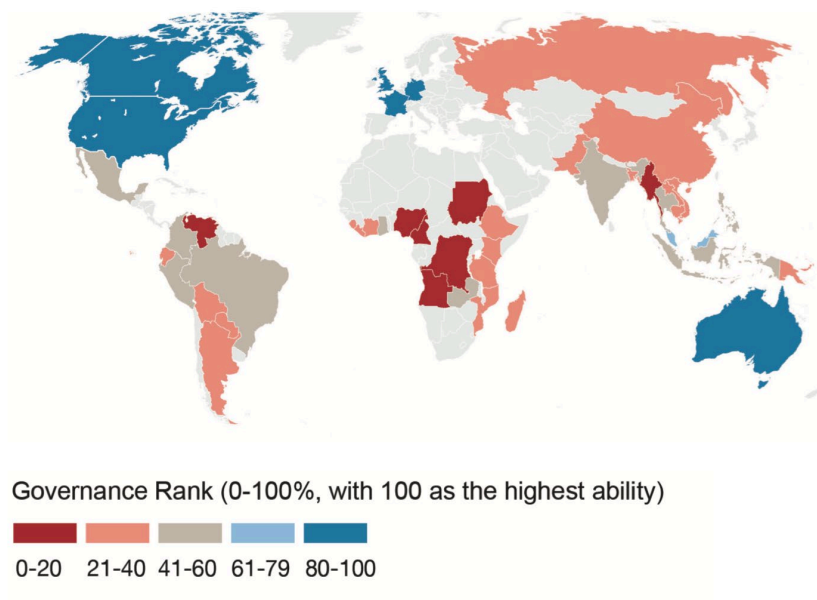 Governance Rank (0-100%, with 100 as the highest ability)
0-20 21-40 41-60 61-79 80-100